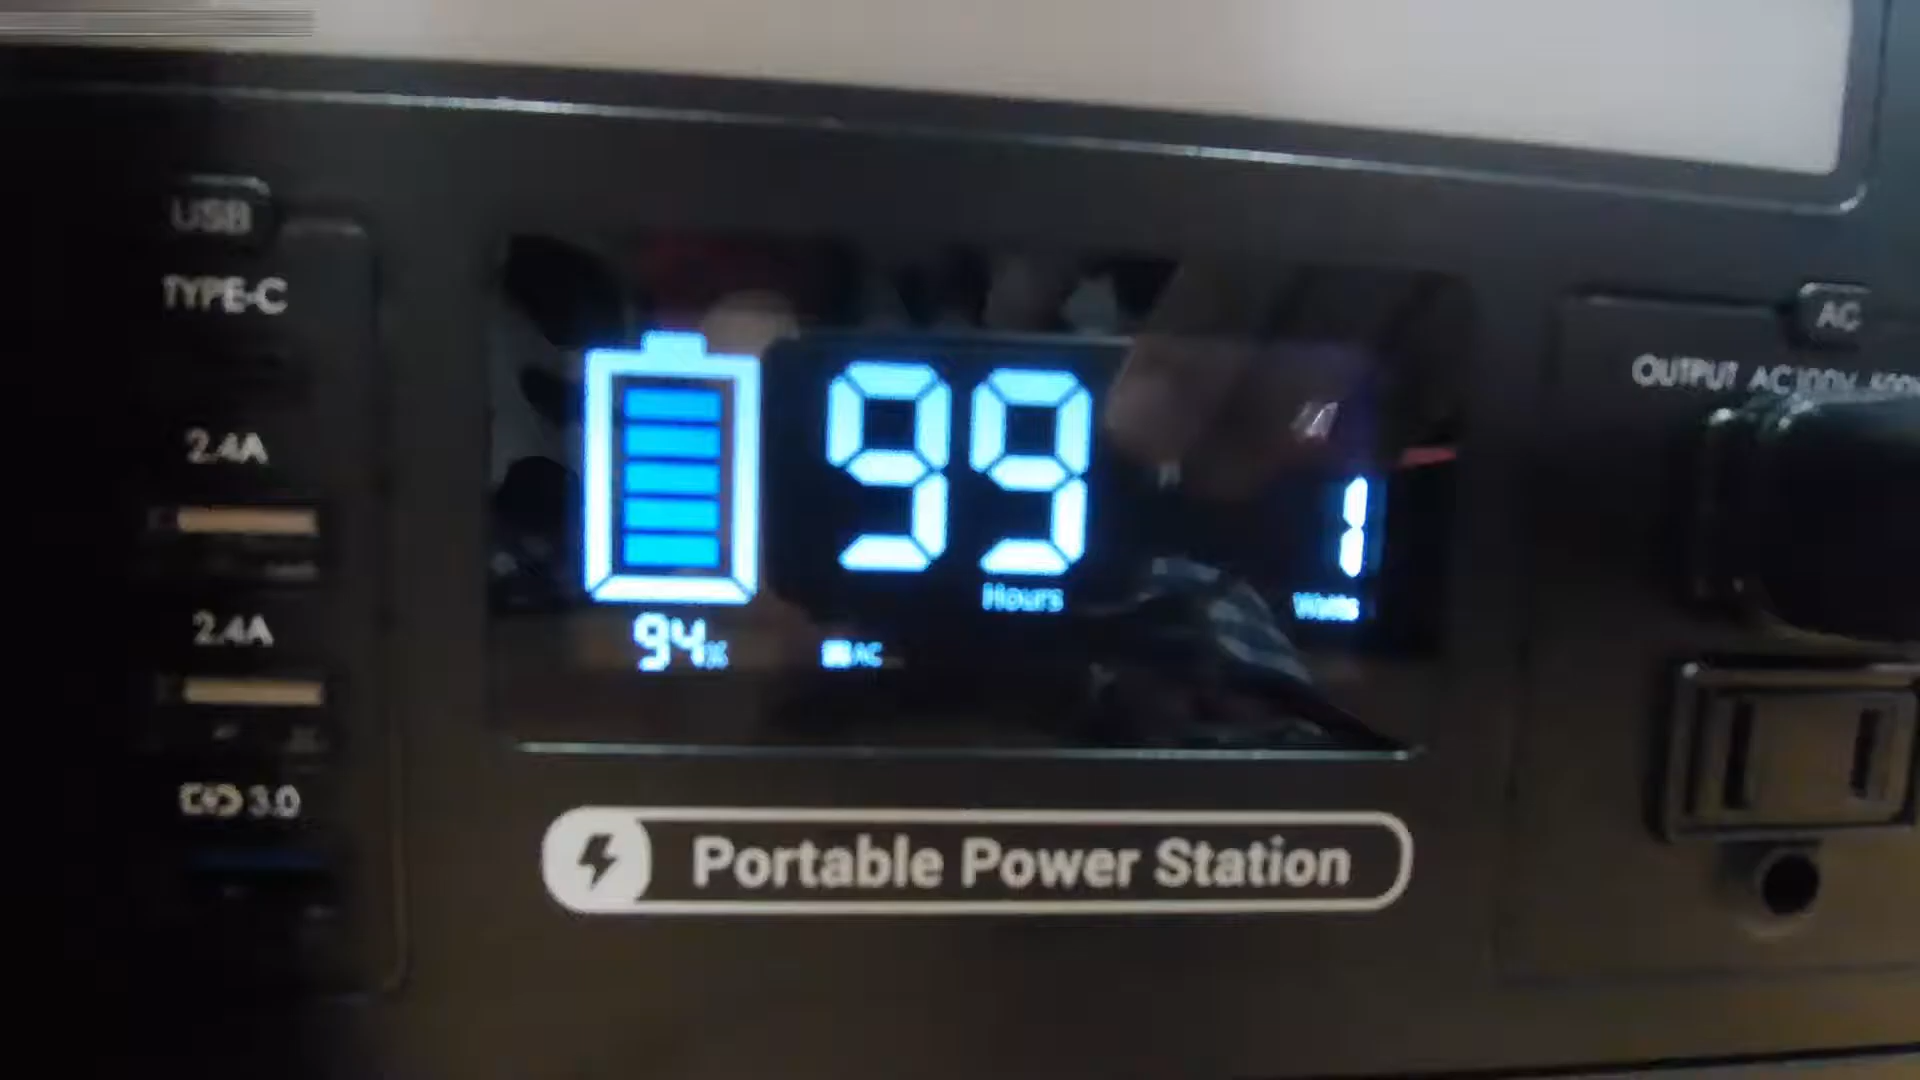 USB
TYPE-C
2.4A
2.4A
3.0
99
Hours
1
Watts
94%
AC
Portable Power Station
AC
OUTPUT AC100V